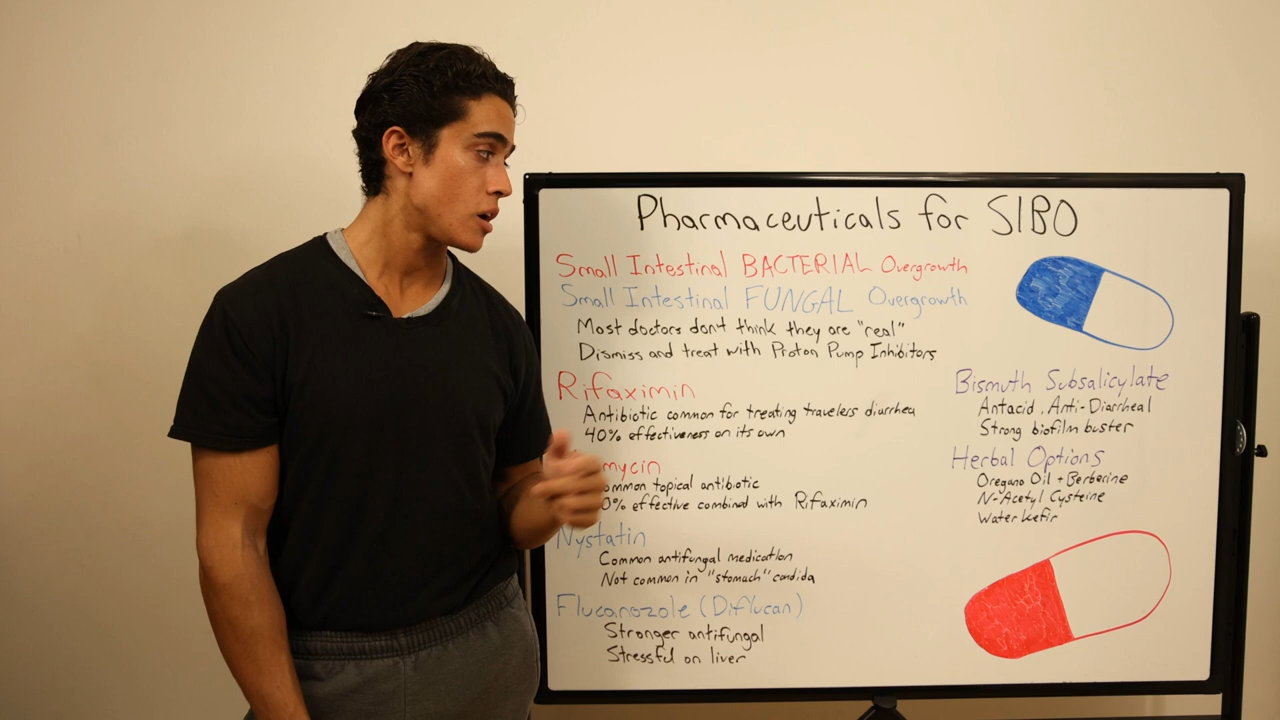 Pharmaceuticals for SIBO
Small Intestinal BACTERIAL Overgrowth
Small Intestinal FUNGAL Overgrowth
Most doctors don't think they are "real"
Dismiss and treat with Proton Pump Inhibitors
Rifaximin
Antibiotic common for treating travelers diarrhea
40% effectiveness on its own
mycin
ommon topical antibiotic
0% effective combined with Rifaximin
Nystatin
Common antifungal medication
Not common in "stomach" candida
Flucanozole (Diflucan)
Stronger antifungal
Stressful on liver
Bismuth Subsalicylate
Antacid, Anti-Diarrheal
Strong biofilm buster
Herbal Options
Oregano Oil + Berberine
N-Acetyl Cysteine
Water Kefir